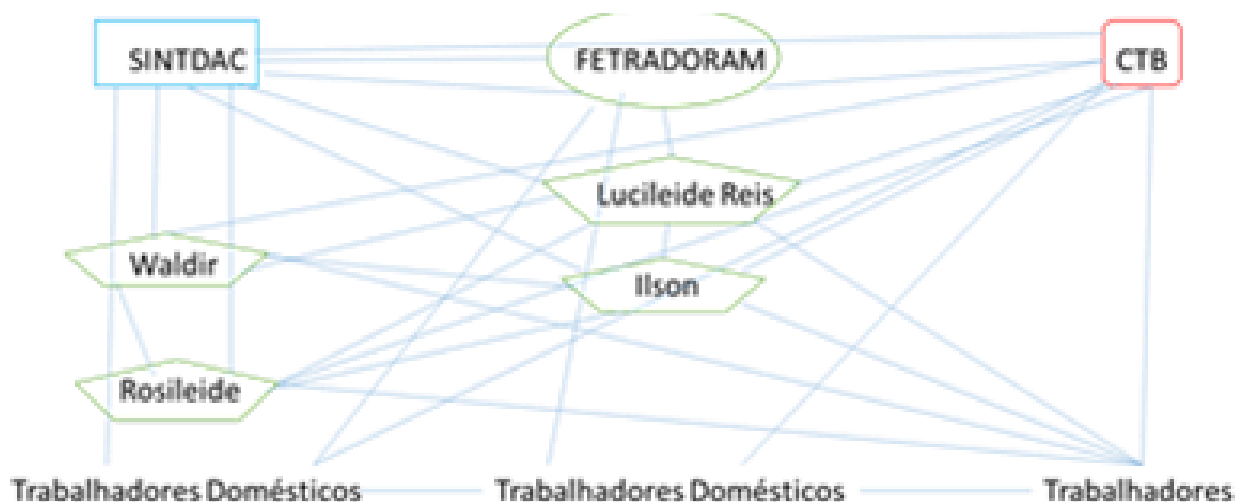 SINTDAC
FETRADORAM
CTB
Lucileide Reis
Waldir
Ilson
Rosileide
Trabalhadores Domésticos
Trabalhadores Domésticos
Trabalhadores